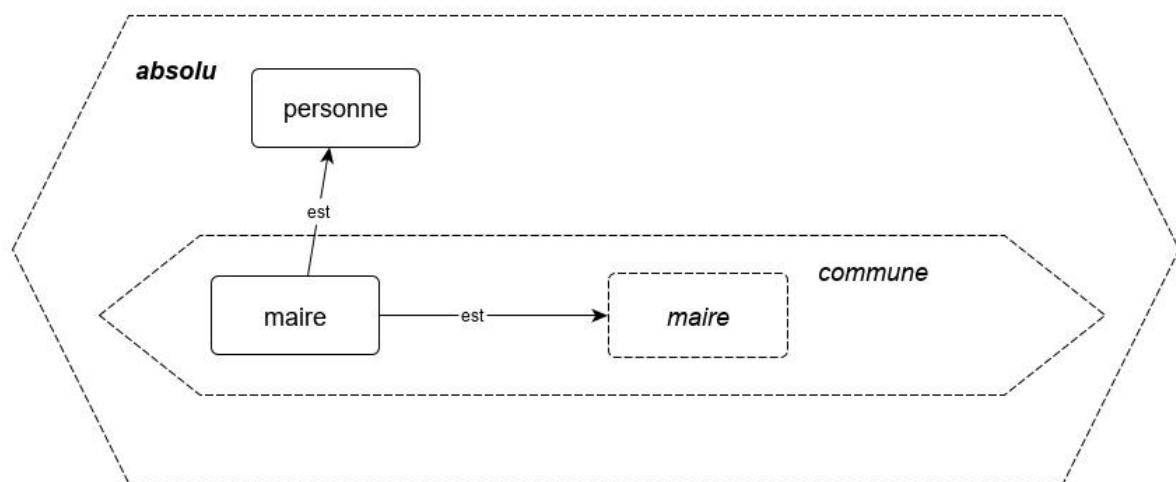 absolu
personne
est
commune
maire
est
maire